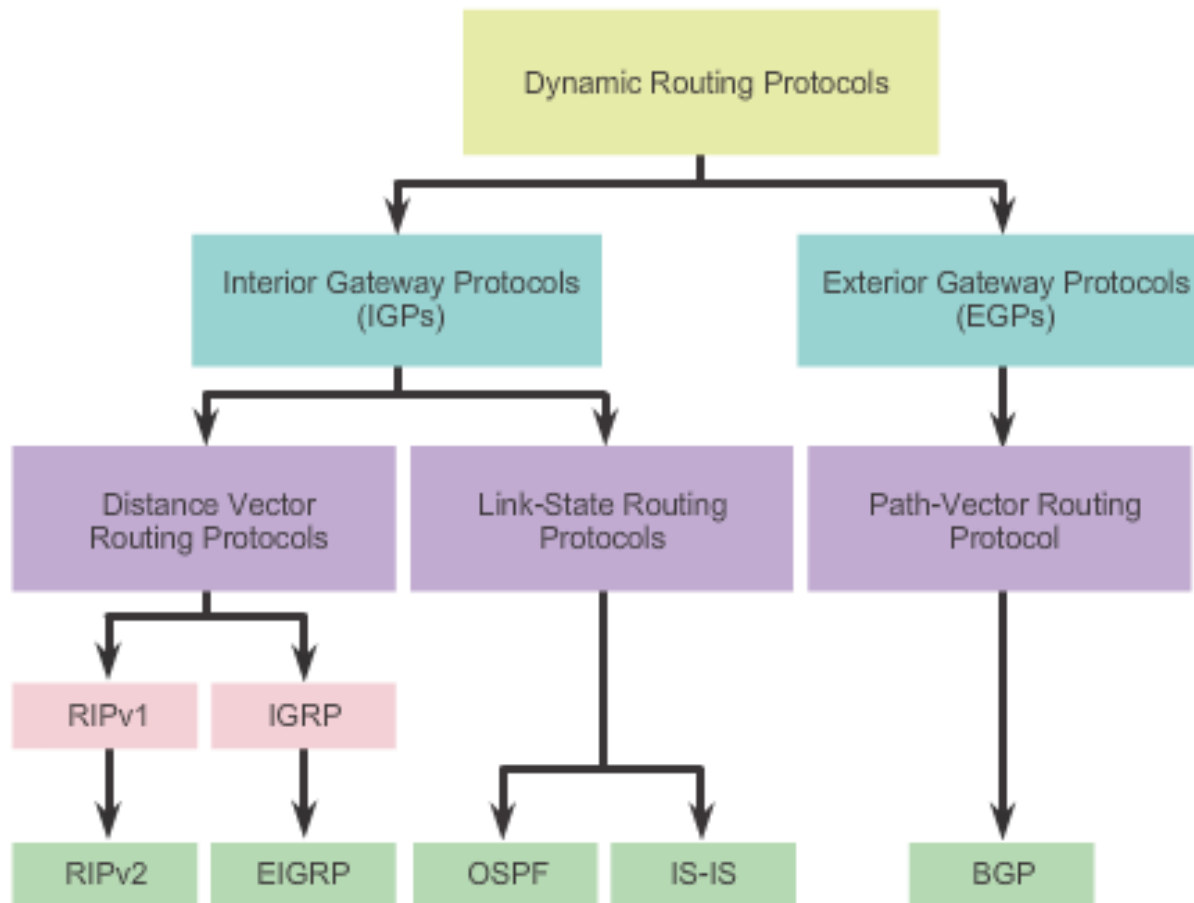 Dynamic Routing Protocols
Interior Gateway Protocols
(IGPs)
Exterior Gateway Protocols
(EGPs)
Distance Vector
Routing Protocols
Link-State Routing
Protocols
Path-Vector Routing
Protocol
RIPv1
IGRP
RIPv2
EIGRP
OSPF
IS-IS
BGP